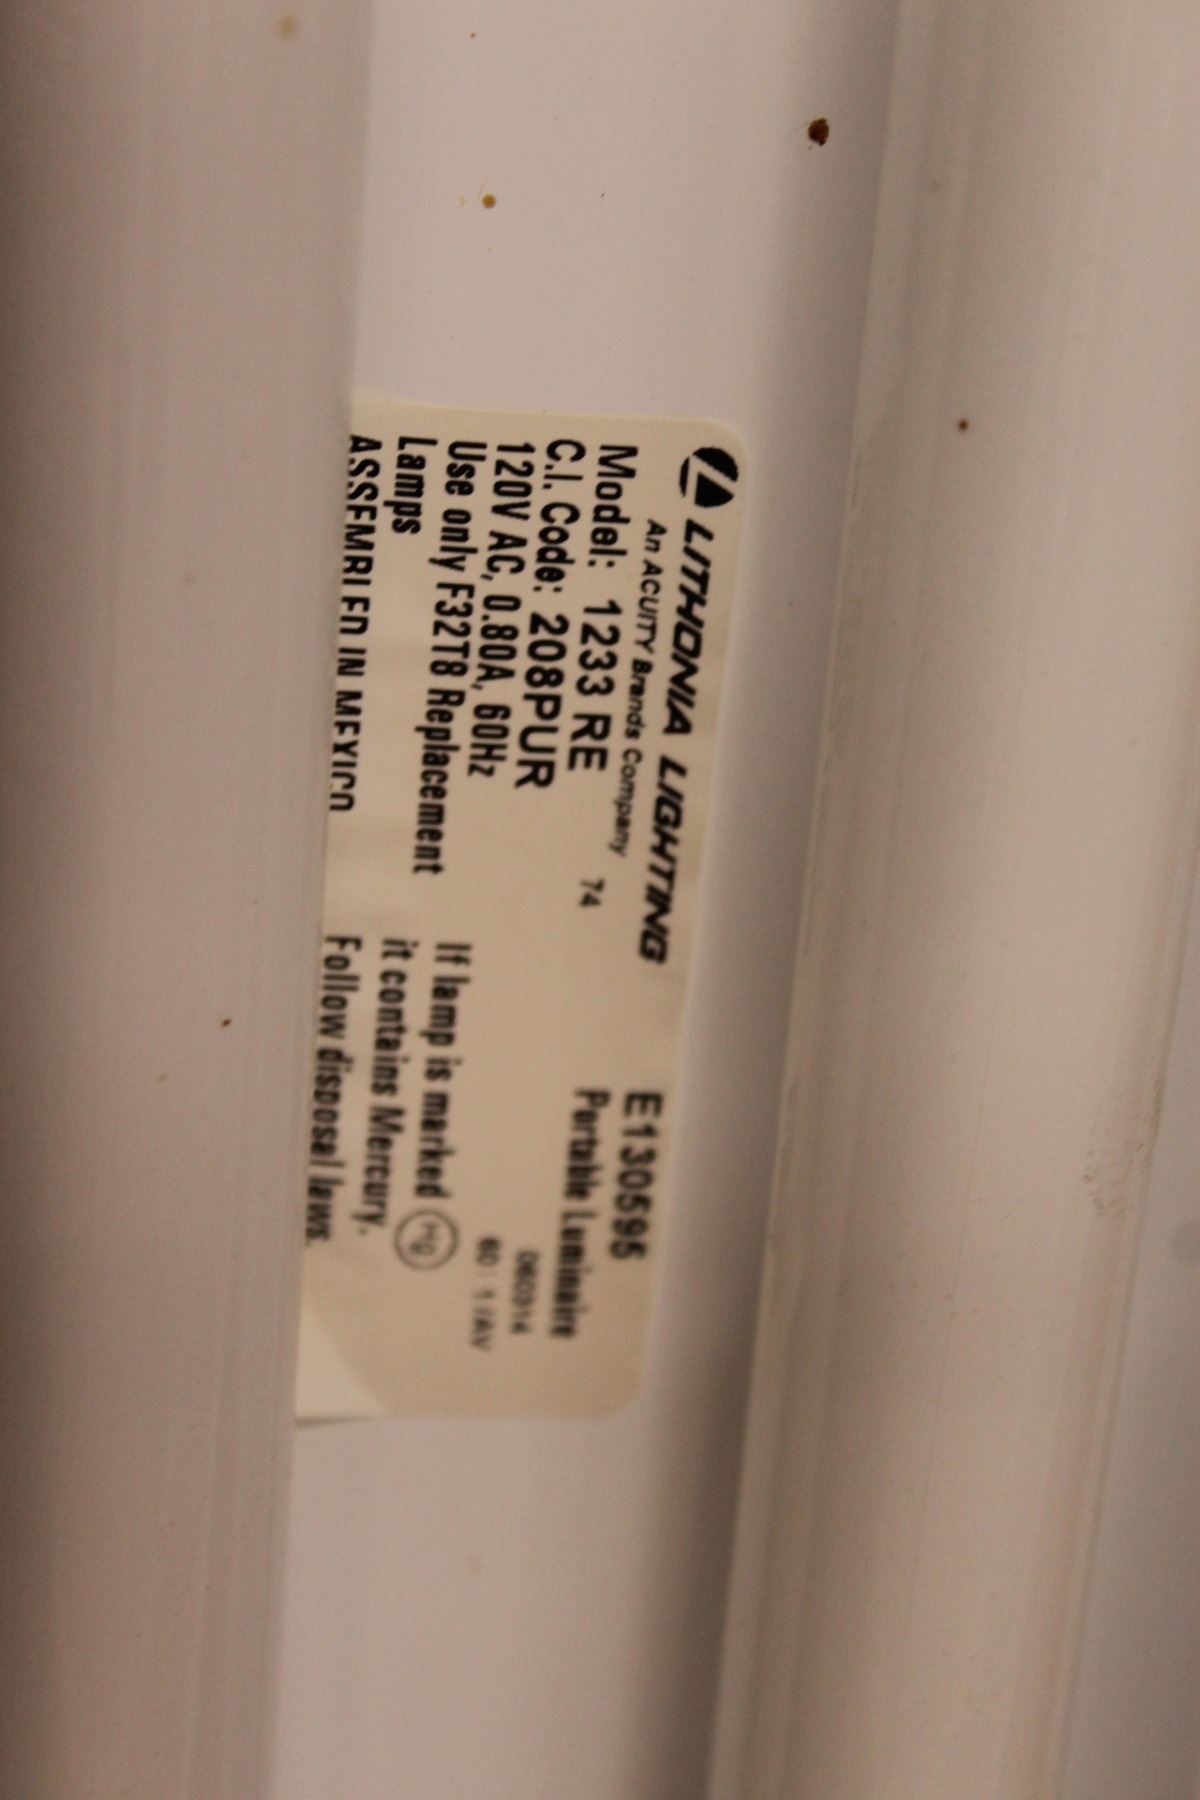 LITHONIA LIGHTING
An ACUITY Brands Company 74
Model: 1233 RE
C.I. Code: 208PUR
120V AC, 0.80A, 60Hz
Use only F32T8 Replacement
Lamps
ASSEMBLED IN MEXICO
E130595
Portable Luminaire
060314
If lamp is marked Hg
it contains Mercury.
Follow disposal laws.